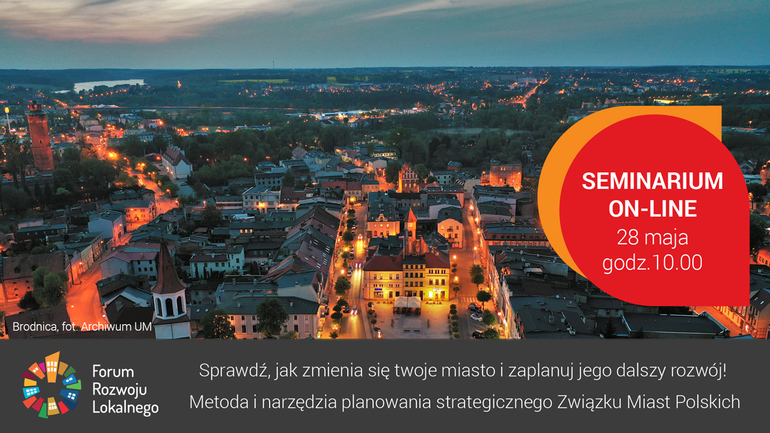 SEMINARIUM
ON-LINE
28 maja
godz.10.00
Brodnica, fot. Archiwum UM
Forum
Rozwoju
Lokalnego
Sprawdź, jak zmienia się twoje miasto i zaplanuj jego dalszy rozwój!
Metoda i narzędzia planowania strategicznego Związku Miast Polskich